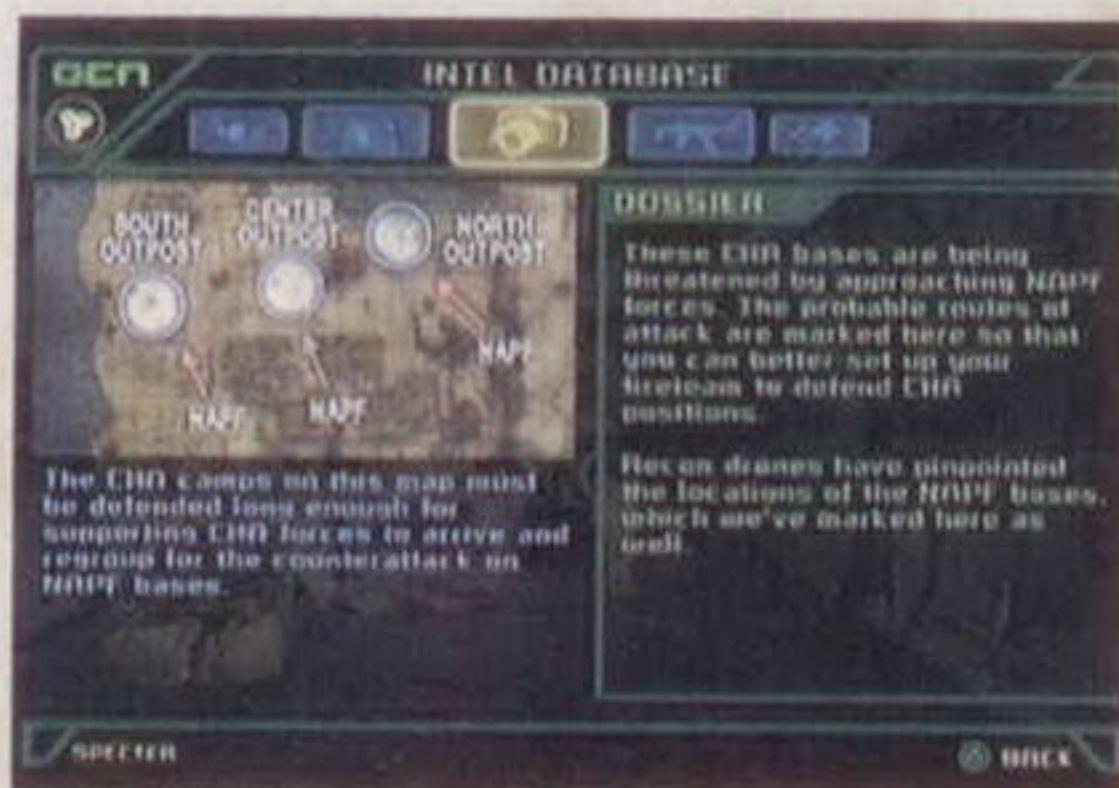 INTEL DATABASE
SOUTH
OUTPOST
CENTER
OUTPOST
NORTH
OUTPOST
NAPF
NAPF
NAPF
The CHA camps on this map must
be defended long enough for
supporting CHA forces to arrive and
regroup for the counterattack on
NAPF bases.
DOSSIER
These CHA bases are being
threatened by approaching NAPF
forces. The probable routes of
attack are marked here so that
you can better set up your
fireteam to defend CHA
positions.
Recon drones have pinpointed
the locations of the NAPF bases,
which we've marked here as
well.
SPECTER
BACK